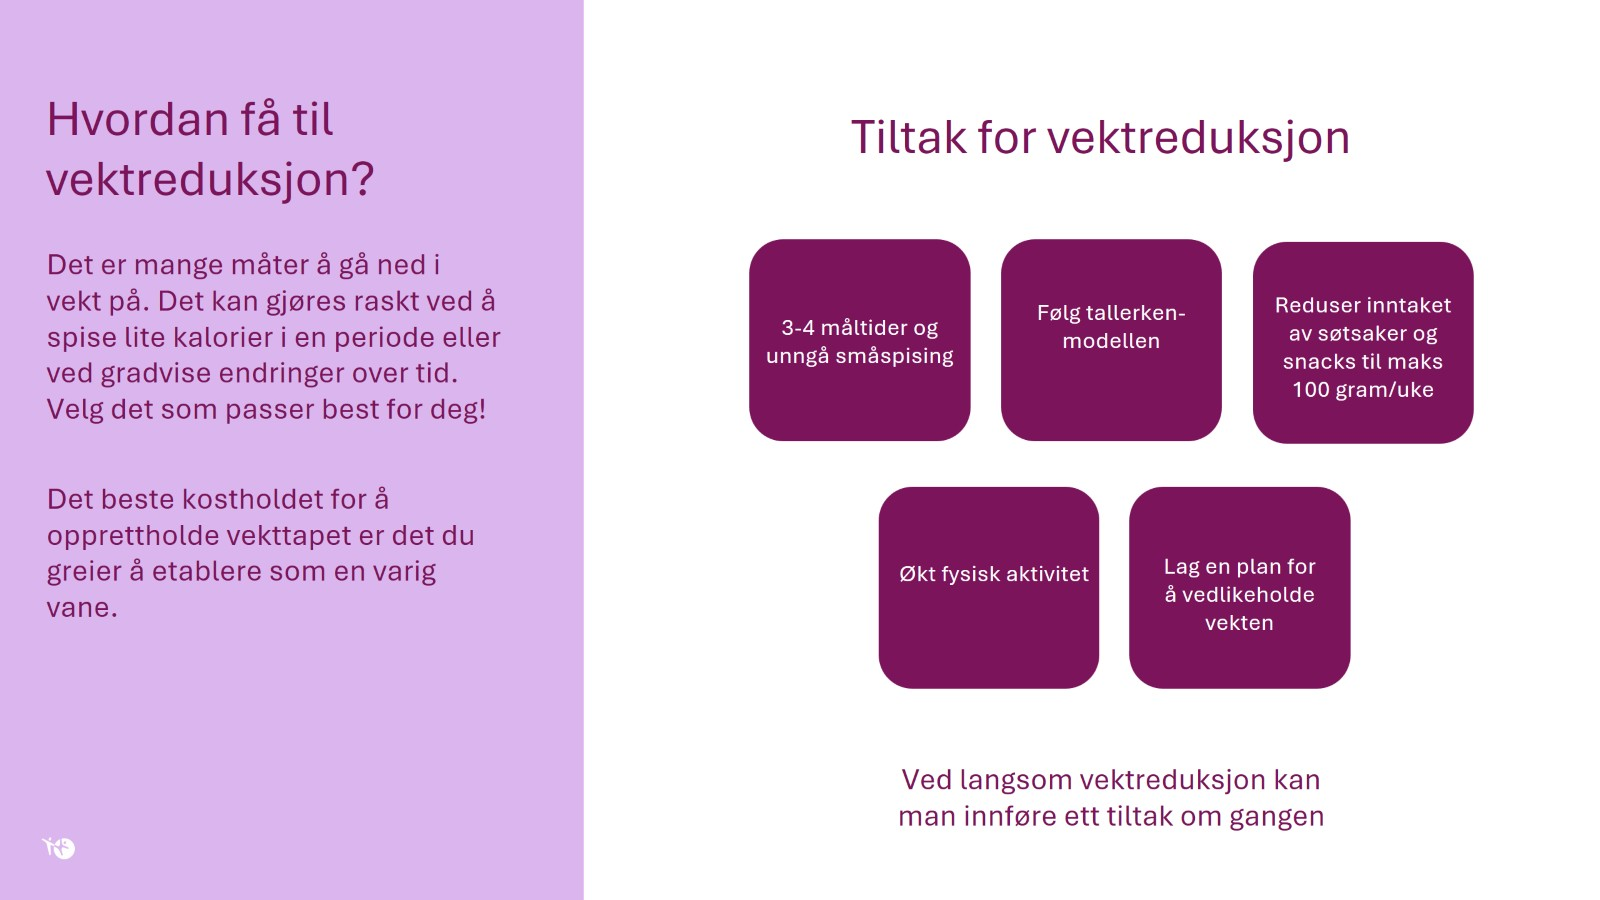 Hvordan få til
vektreduksjon?
Det er mange måter å gå ned i
vekt på. Det kan gjøres raskt ved å
spise lite kalorier i en periode eller
ved gradvise endringer over tid.
Velg det som passer best for deg!
Det beste kostholdet for å
opprettholde vekttapet er det du
greier å etablere som en varig
vane.
Tiltak for vektreduksjon
3-4 måltider og
unngå småspising
Følg tallerken-
modellen
Reduser inntaket
av søtsaker og
snacks til maks
100 gram/uke
Økt fysisk aktivitet
Lag en plan for
å vedlikeholde
vekten
Ved langsom vektreduksjon kan
man innføre ett tiltak om gangen